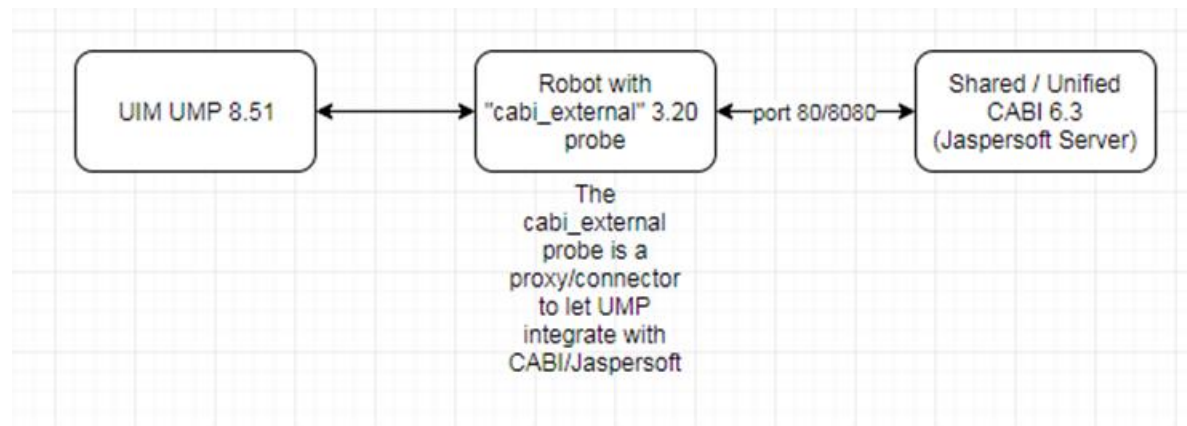 UIM UMP 8.51
Robot with
"cabi_external" 3.20
probe
port 80/8080
Shared / Unified
CABI 6.3
(Jaspersoft Server)
The
cabi_external
probe is a
proxy/connector
to let UMP
integrate with
CABI/Jaspersoft